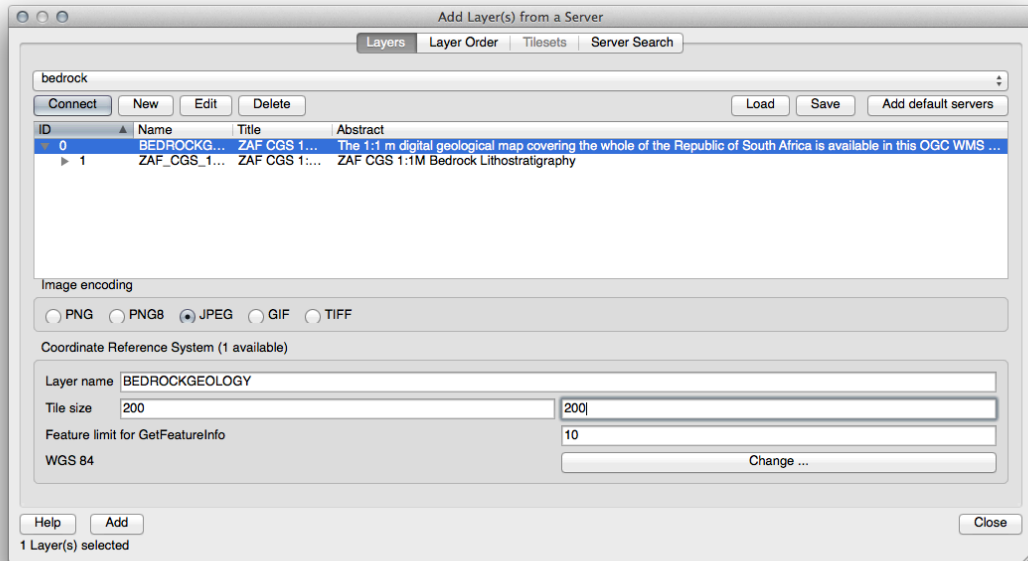 Add Layer(s) from a Server
Layers Layer Order Tilesets Server Search
bedrock
Connect New Edit Delete Load Save Add default servers
ID Name Title Abstract
0 BEDROCKG... ZAF CGS 1... The 1:1 m digital geological map covering the whole of the Republic of South Africa is available in this OGC WMS ...
1 ZAF_CGS_1... ZAF CGS 1:... ZAF CGS 1:1M Bedrock Lithostratigraphy
Image encoding
PNG PNG8 JPEG GIF TIFF
Coordinate Reference System (1 available)
Layer name BEDROCKGEOLOGY
Tile size 200 200
Feature limit for GetFeatureInfo 10
WGS 84 Change ...
Help Add Close
1 Layer(s) selected